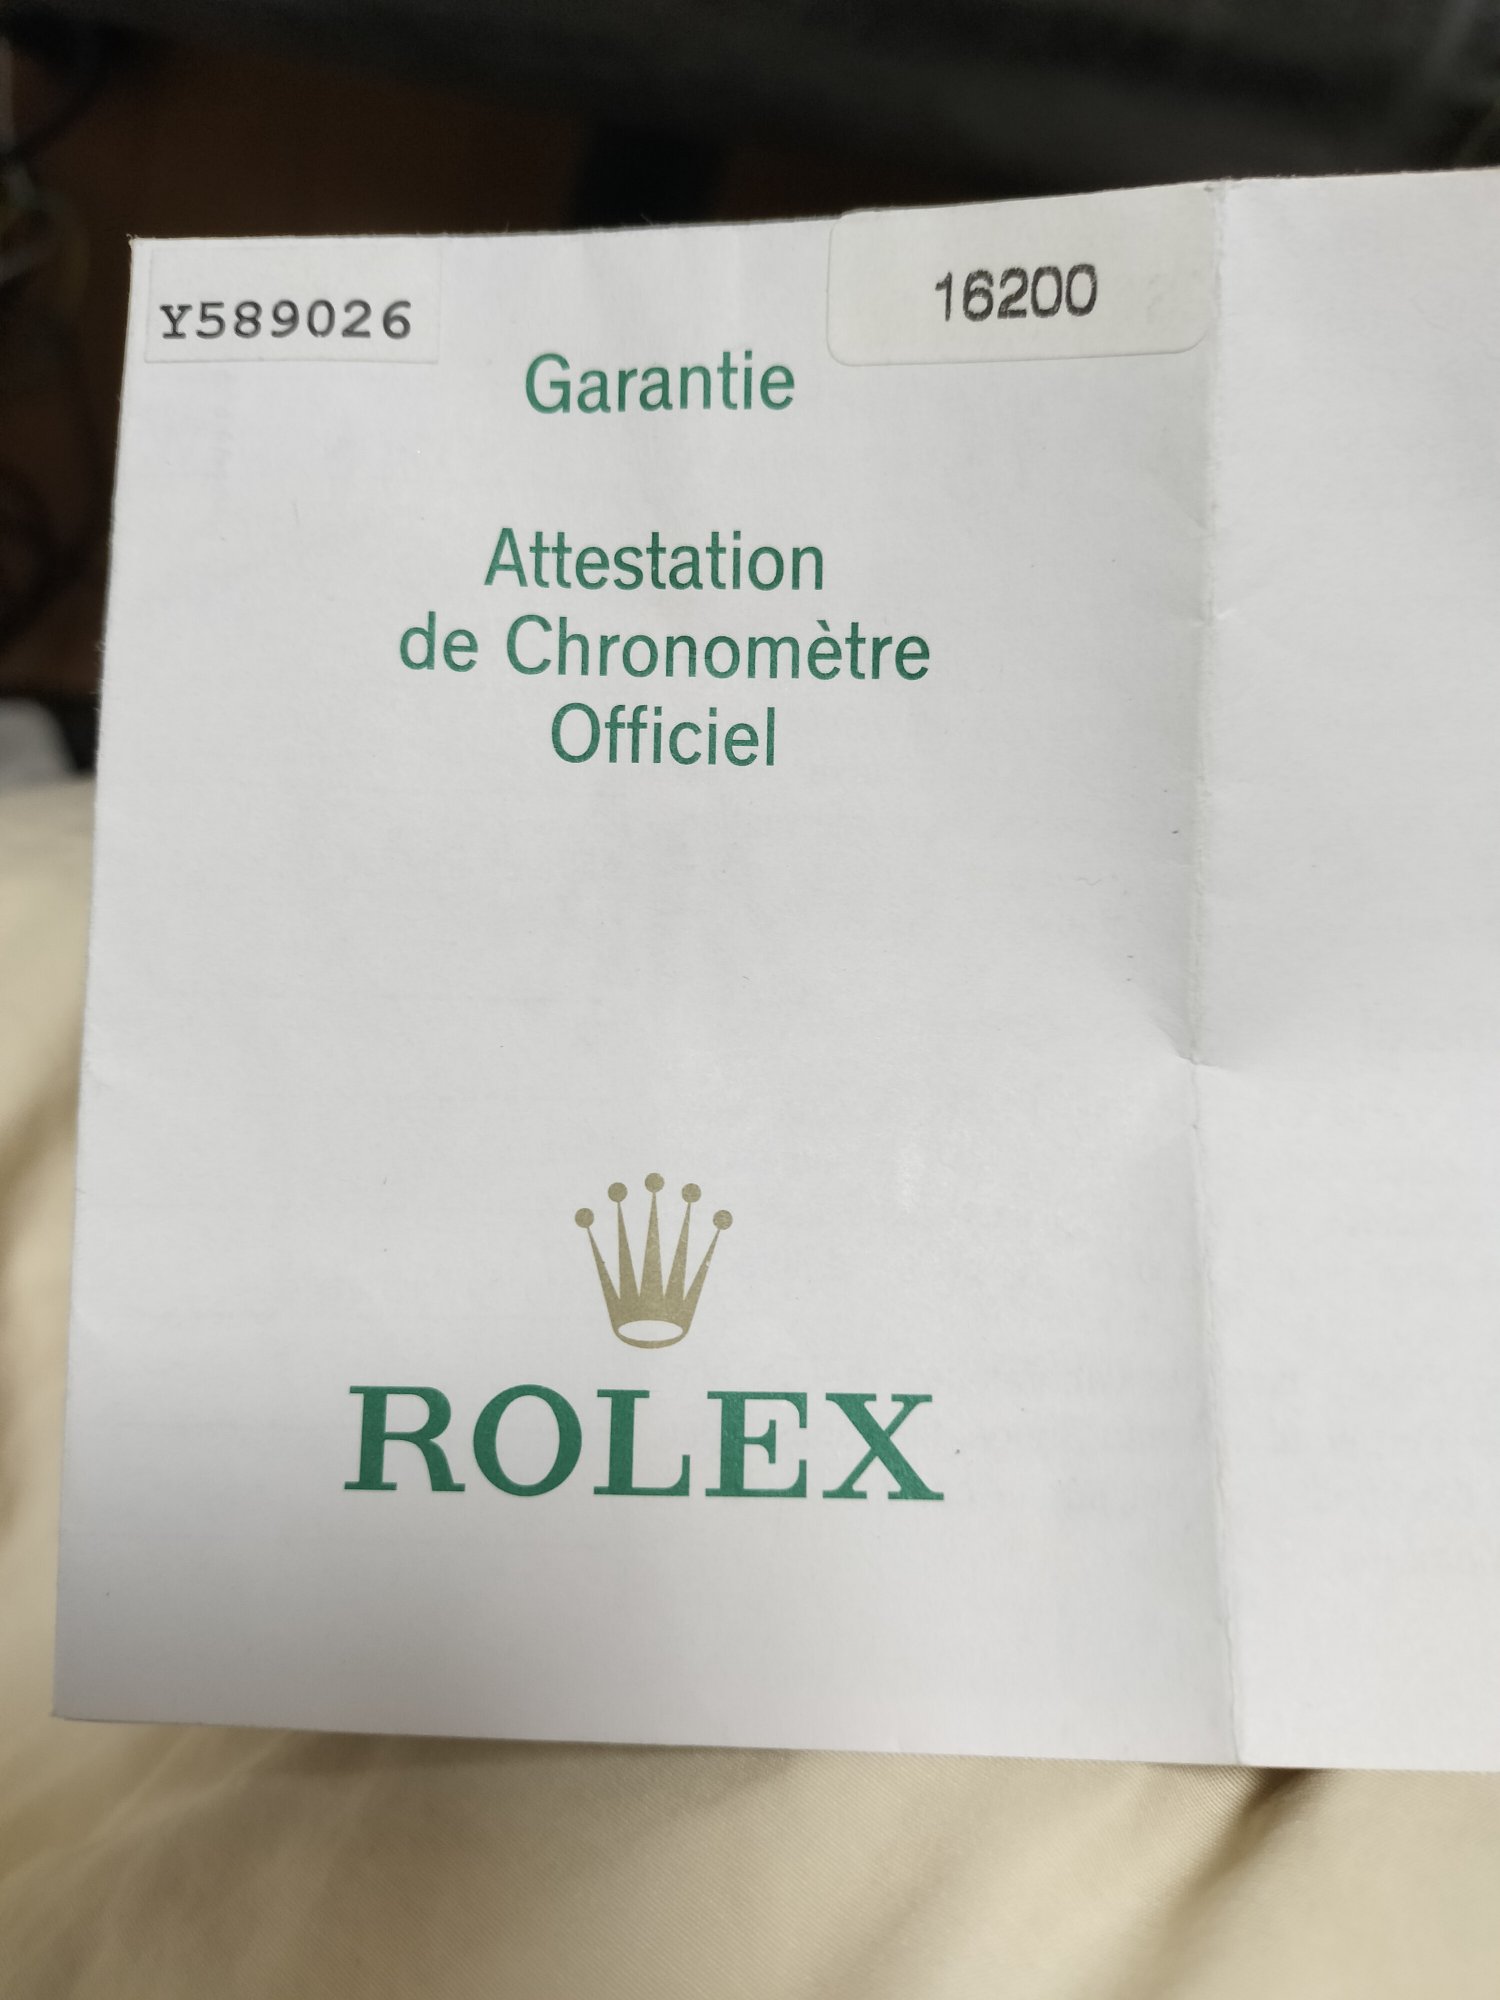 Y589026
16200
Garantie
Attestation
de Chronomètre
Officiel
ROLEX